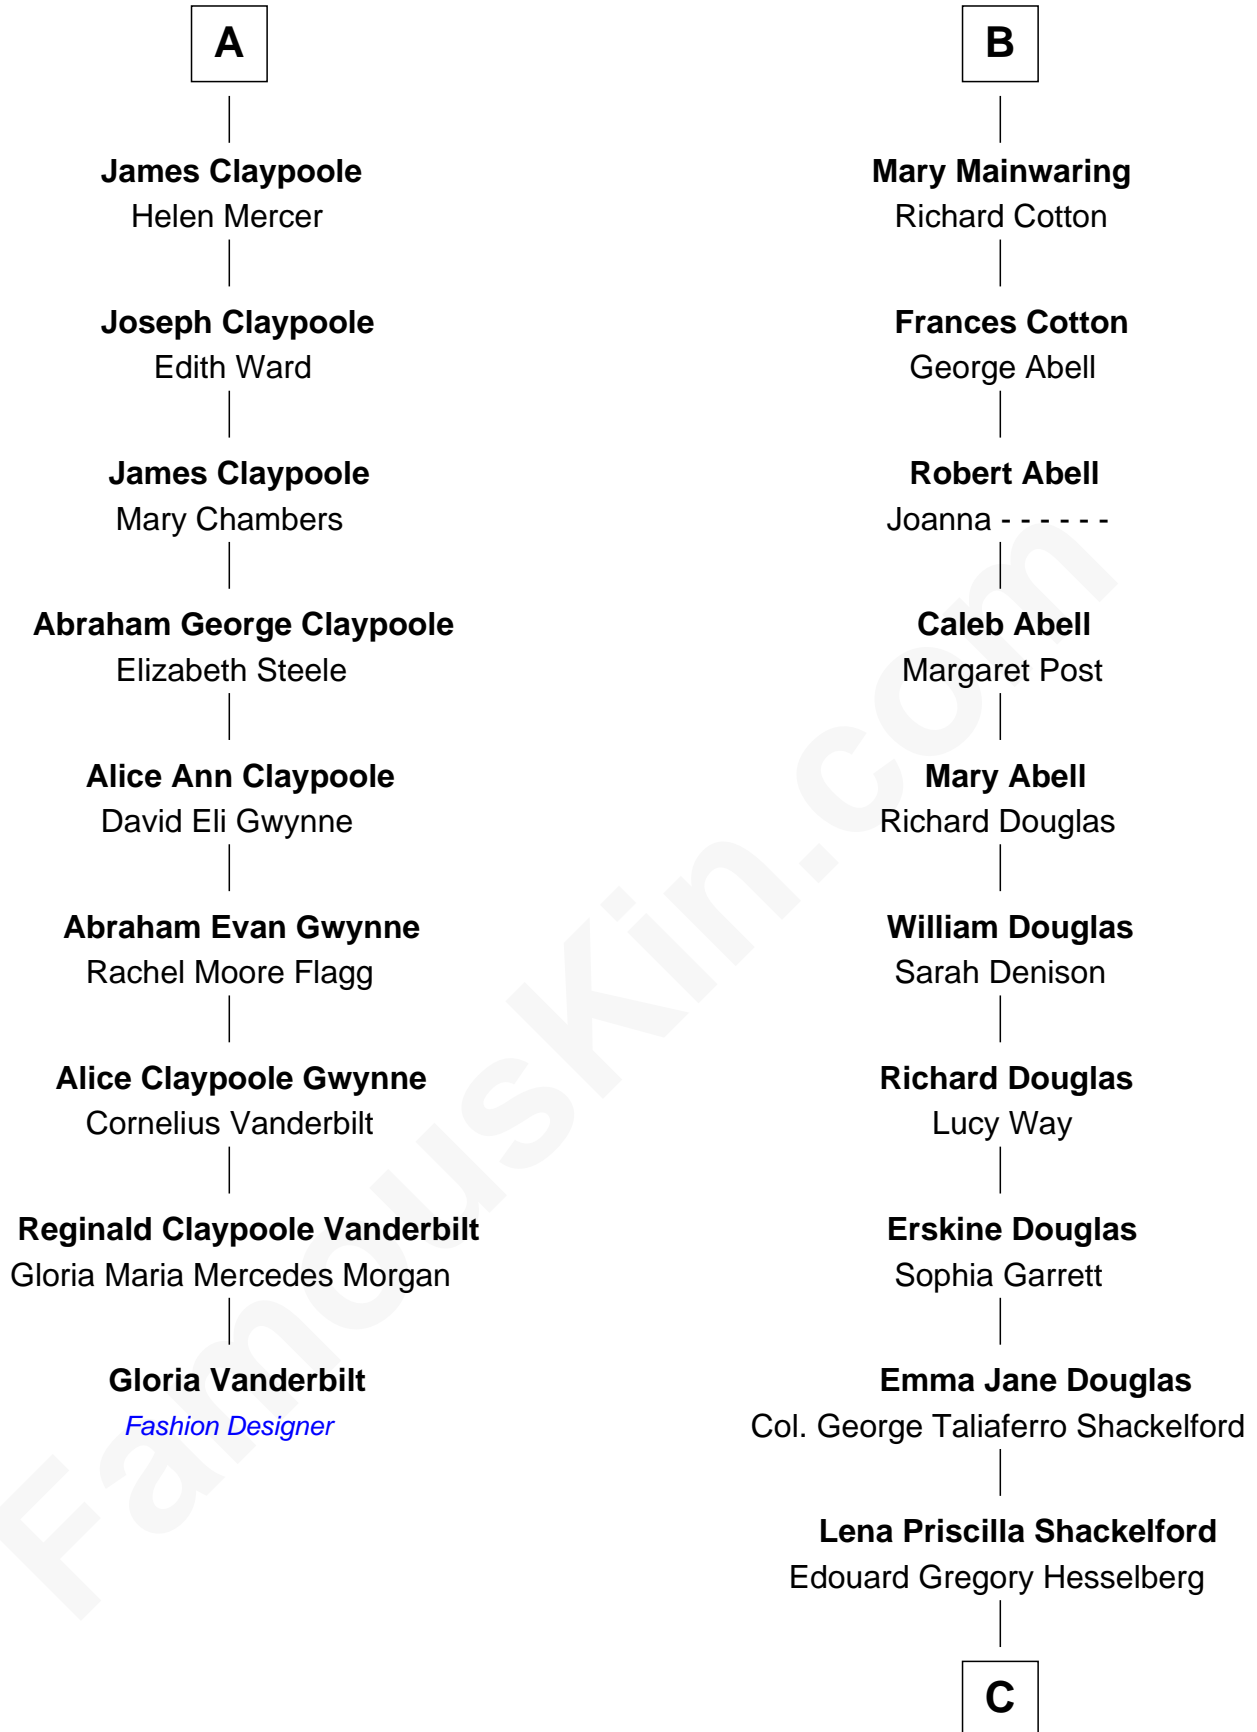 A
James Claypoole
Helen Mercer
Joseph Claypoole
Edith Ward
James Claypoole
Mary Chambers
Abraham George Claypoole
Elizabeth Steele
Alice Ann Claypoole
David Eli Gwynne
Abraham Evan Gwynne
Rachel Moore Flagg
Alice Claypoole Gwynne
Cornelius Vanderbilt
Reginald Claypoole Vanderbilt
Gloria Maria Mercedes Morgan
Gloria Vanderbilt
Fashion Designer
B
Mary Mainwaring
Richard Cotton
Frances Cotton
George Abell
Robert Abell
Joanna - - - - - -
Caleb Abell
Margaret Post
Mary Abell
Richard Douglas
William Douglas
Sarah Denison
Richard Douglas
Lucy Way
Erskine Douglas
Sophia Garrett
Emma Jane Douglas
Col. George Taliaferro Shackelford
Lena Priscilla Shackelford
Edouard Gregory Hesselberg
C
FamousKin.com